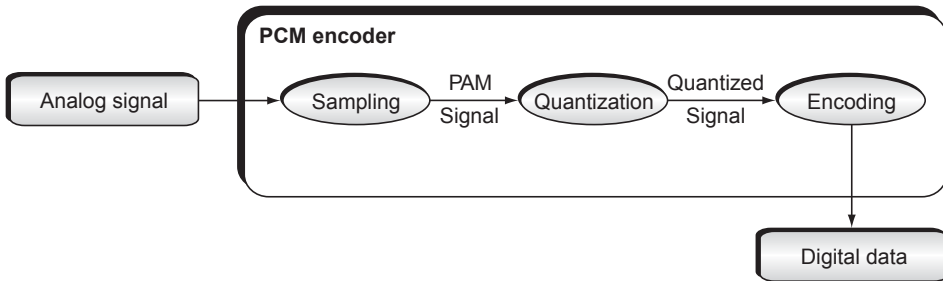 PCM encoder
Analog signal
Sampling
PAM
Signal
Quantization
Quantized
Signal
Encoding
Digital data